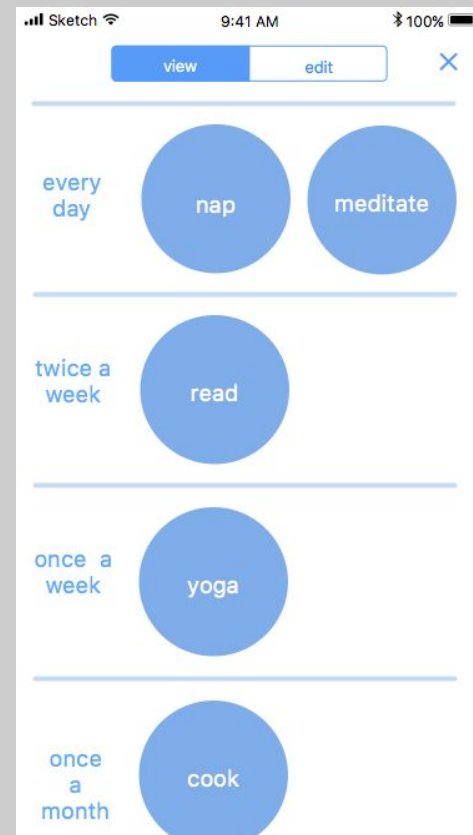 Sketch 9:41 AM 100%
view edit ×
every
day
nap meditate
twice a
week
read
once a
week
yoga
once
a
month
cook